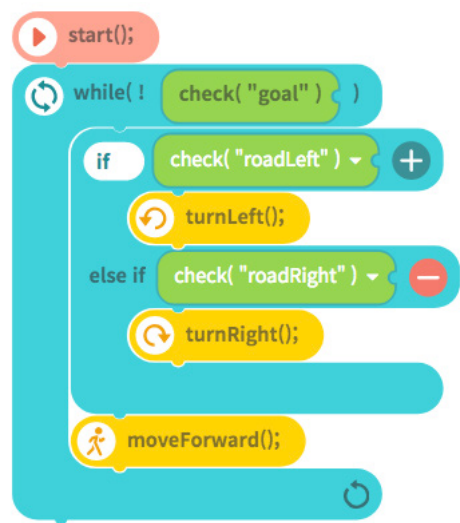 start();
while( ! check( "goal" ) )
if check( "roadLeft" )
turnLeft();
else if check( "roadRight" )
turnRight();
moveForward();